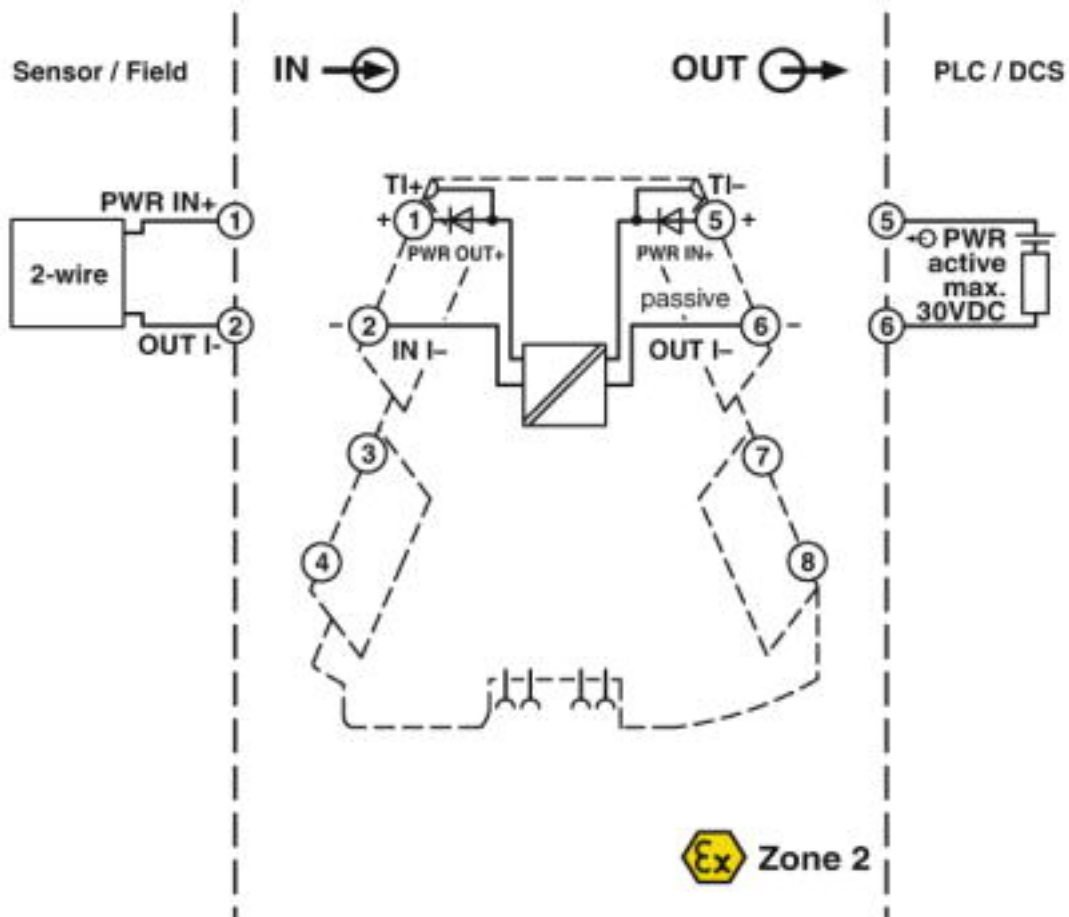 Sensor / Field
IN
OUT
PLC / DCS
PWR IN+
1
2-wire
2
OUT I-
TI+
+ 1
PWR OUT+
- 2
IN I-
3
4
TI-
5 +
PWR IN+
passive
6 -
OUT I-
7
8
5
PWR
active
max.
30VDC
6
Ex Zone 2